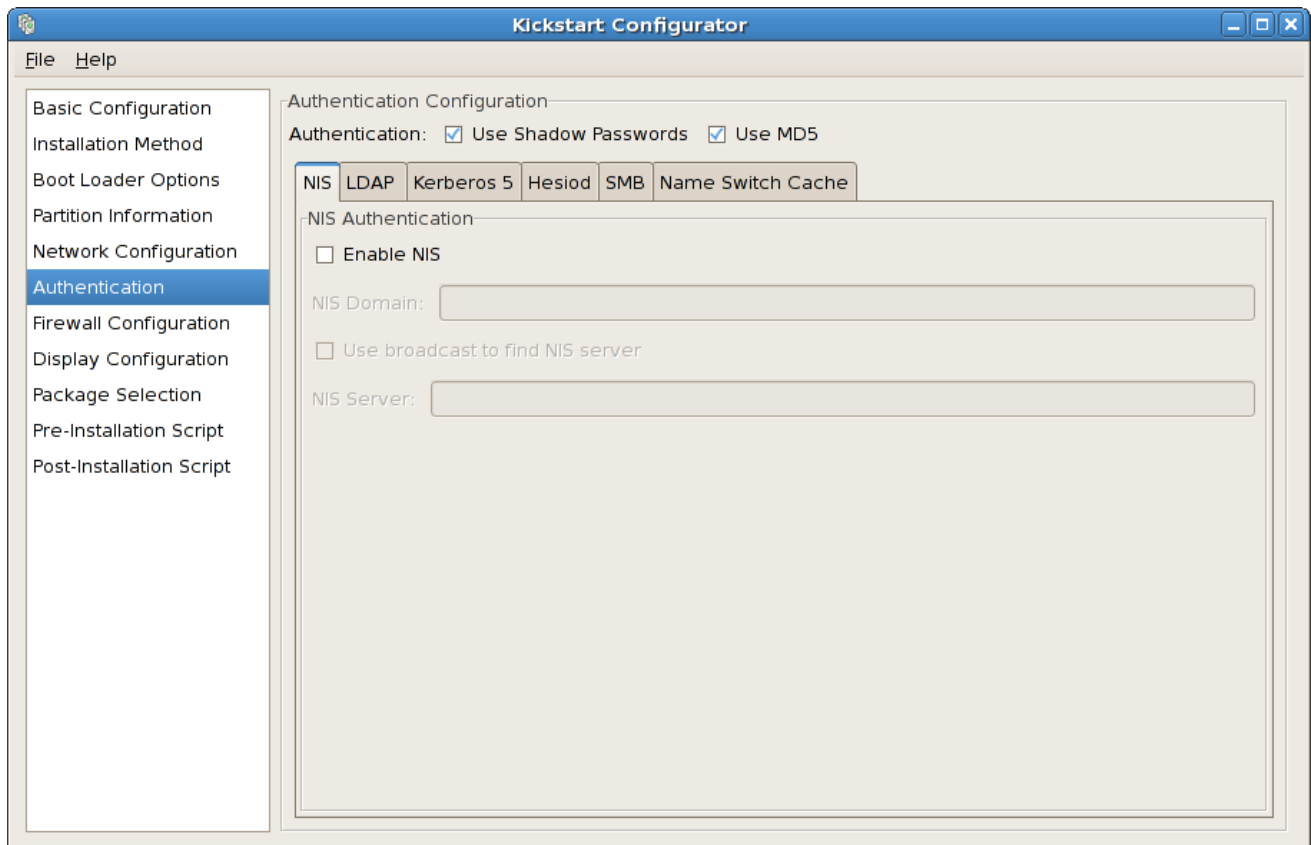 Kickstart Configurator
File Help
Basic Configuration
Installation Method
Boot Loader Options
Partition Information
Network Configuration
Authentication
Firewall Configuration
Display Configuration
Package Selection
Pre-Installation Script
Post-Installation Script
Authentication Configuration
Authentication: Use Shadow Passwords Use MD5
NIS LDAP Kerberos 5 Hesiod SMB Name Switch Cache
NIS Authentication
Enable NIS
NIS Domain:
Use broadcast to find NIS server
NIS Server: